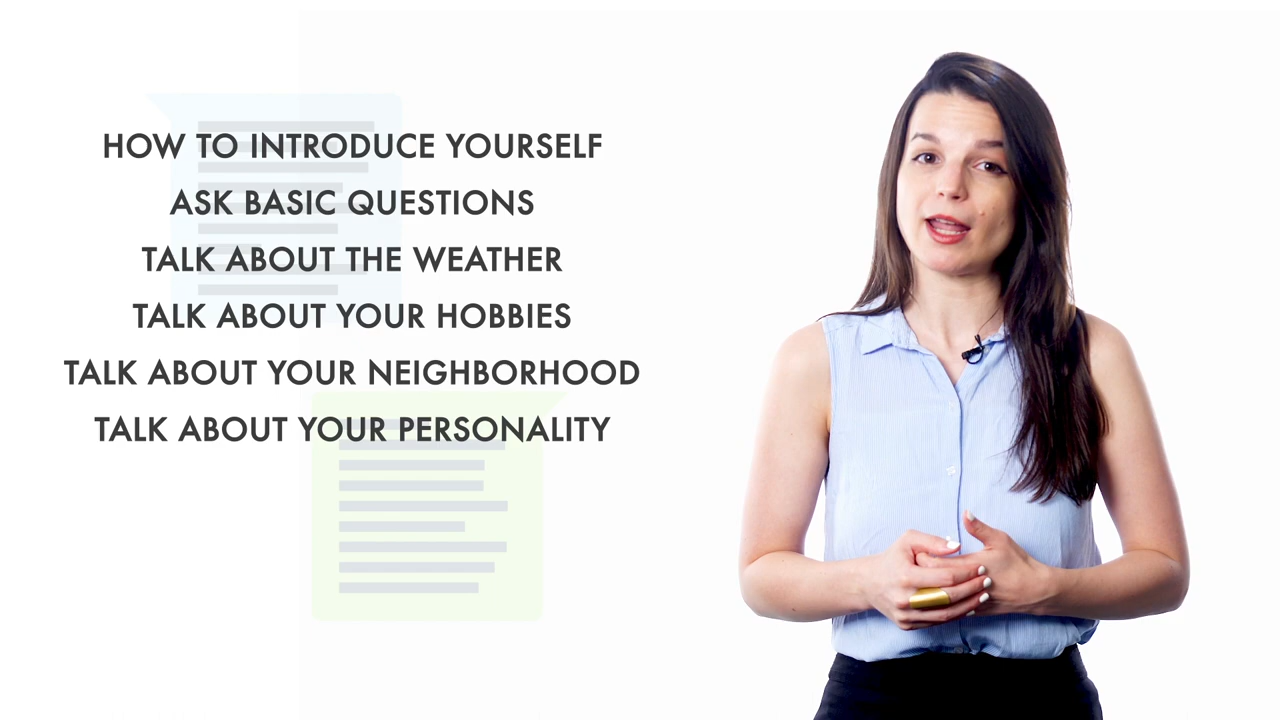 HOW TO INTRODUCE YOURSELF
ASK BASIC QUESTIONS
TALK ABOUT THE WEATHER
TALK ABOUT YOUR HOBBIES
TALK ABOUT YOUR NEIGHBORHOOD
TALK ABOUT YOUR PERSONALITY